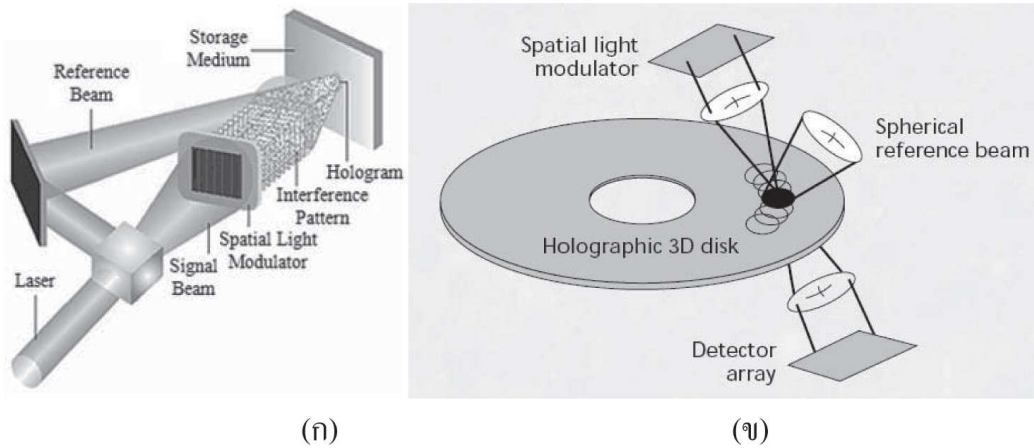 Storage
Medium
Reference
Beam
Hologram
Interference
Pattern
Spatial Light
Modulator
Signal
Beam
Laser
Spatial light
modulator
Spherical
reference beam
Holographic 3D disk
Detector
array
(ก)
(ข)